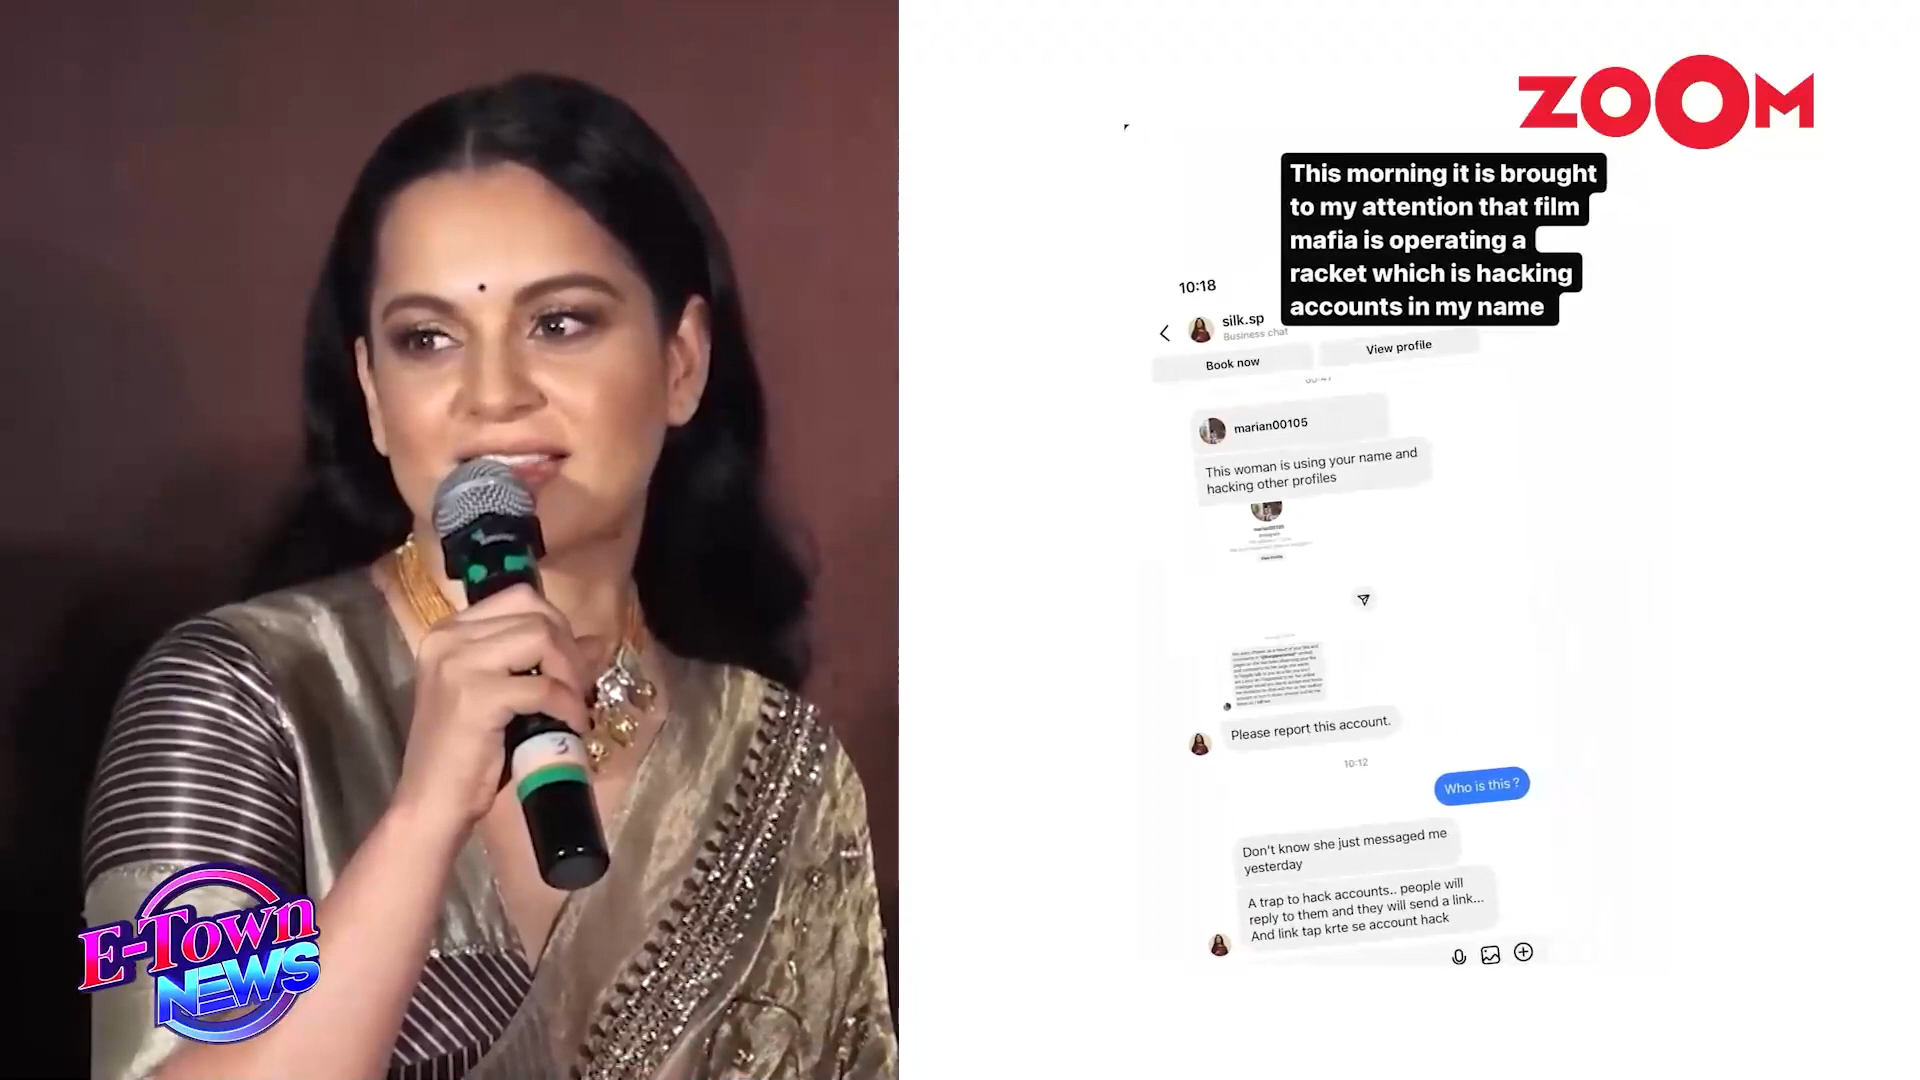 ZOOM
This morning it is brought
to my attention that film
mafia is operating a
racket which is hacking
accounts in my name
10:18
silk.sp
Business chat
Book now
View profile
marian00105
This woman is using your name and
hacking other profiles
Please report this account.
10:12
Who is this ?
Don't know she just messaged me
yesterday
A trap to hack accounts.. people will
reply to them and they will send a link...
And link tap krte se account hack
3
E-Town
NEWS